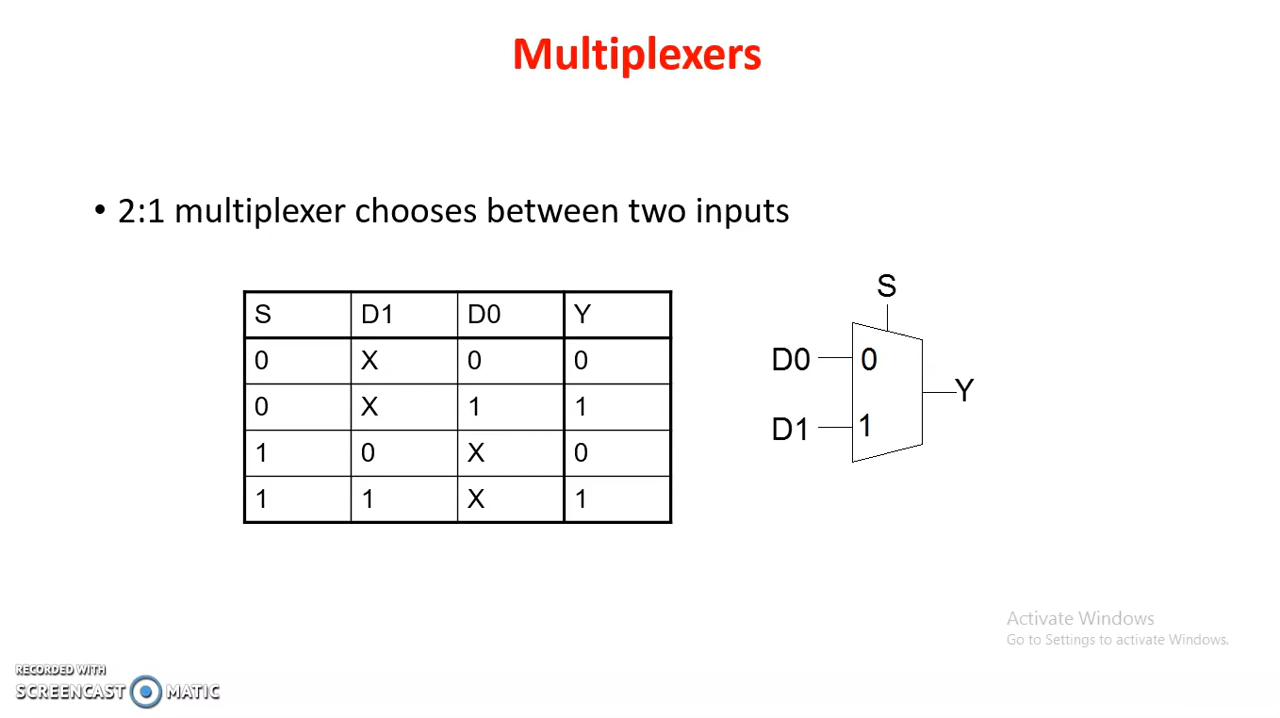 Multiplexers
• 2:1 multiplexer chooses between two inputs
S D1 D0 Y
0 X 0 0
0 X 1 1
1 0 X 0
1 1 X 1
S
D0 0
Y
D1 1
Activate Windows
Go to Settings to activate Windows.
RECORDED WITH
SCREENCAST MATIC